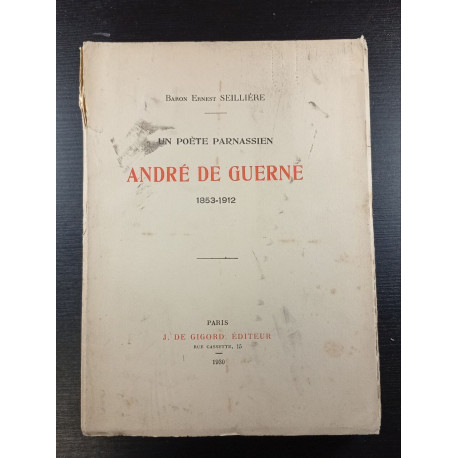 BARON ERNEST SEILLIÈRE
UN POÈTE PARNASSIEN
ANDRÉ DE GUERNE
1853-1912
PARIS
J. DE GIGORD ÉDITEUR
RUE CASSETTE, 15
1930